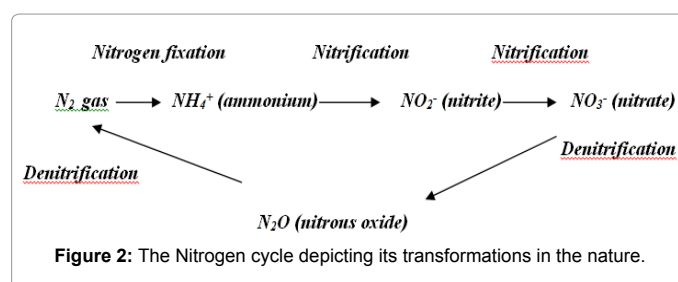 Nitrogen fixation Nitrification Nitrification
N₂ gas → NH₄⁺ (ammonium) → NO₂⁻ (nitrite) → NO₃⁻ (nitrate)
Denitrification
Denitrification
N₂O (nitrous oxide)
Figure 2: The Nitrogen cycle depicting its transformations in the nature.